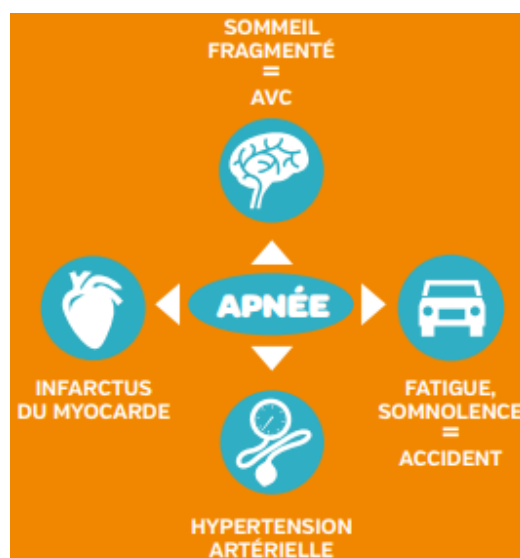 SOMMEIL
FRAGMENTÉ
=
AVC
APNÉE
INFARCTUS
DU MYOCARDE
FATIGUE,
SOMNOLENCE
=
ACCIDENT
HYPERTENSION
ARTÉRIELLE